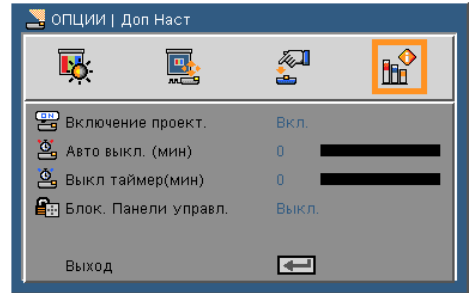 ОПЦИИ | Доп Наст
ON
Включение проект. Вкл.
Авто выкл. (мин) 0
Выкл таймер(мин) 0
Блок. Панели управл. Выкл.
Выход